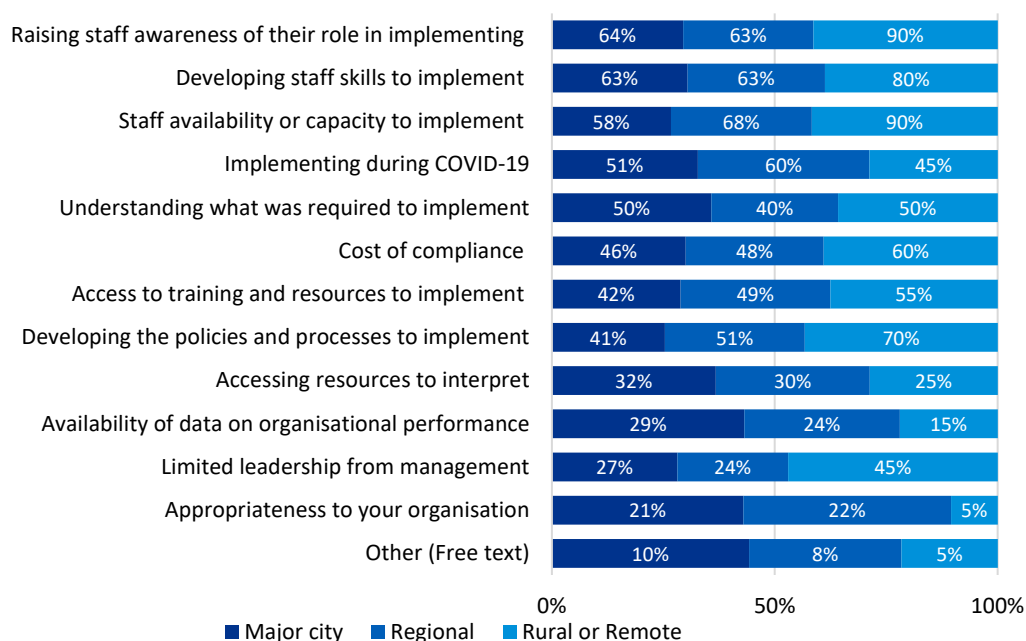 Raising staff awareness of their role in implementing 64% 63% 90%
Developing staff skills to implement 63% 63% 80%
Staff availability or capacity to implement 58% 68% 90%
Implementing during COVID-19 51% 60% 45%
Understanding what was required to implement 50% 40% 50%
Cost of compliance 46% 48% 60%
Access to training and resources to implement 42% 49% 55%
Developing the policies and processes to implement 41% 51% 70%
Accessing resources to interpret 32% 30% 25%
Availability of data on organisational performance 29% 24% 15%
Limited leadership from management 27% 24% 45%
Appropriateness to your organisation 21% 22% 5%
Other (Free text) 10% 8% 5%
0% 50% 100%
Major city Regional Rural or Remote